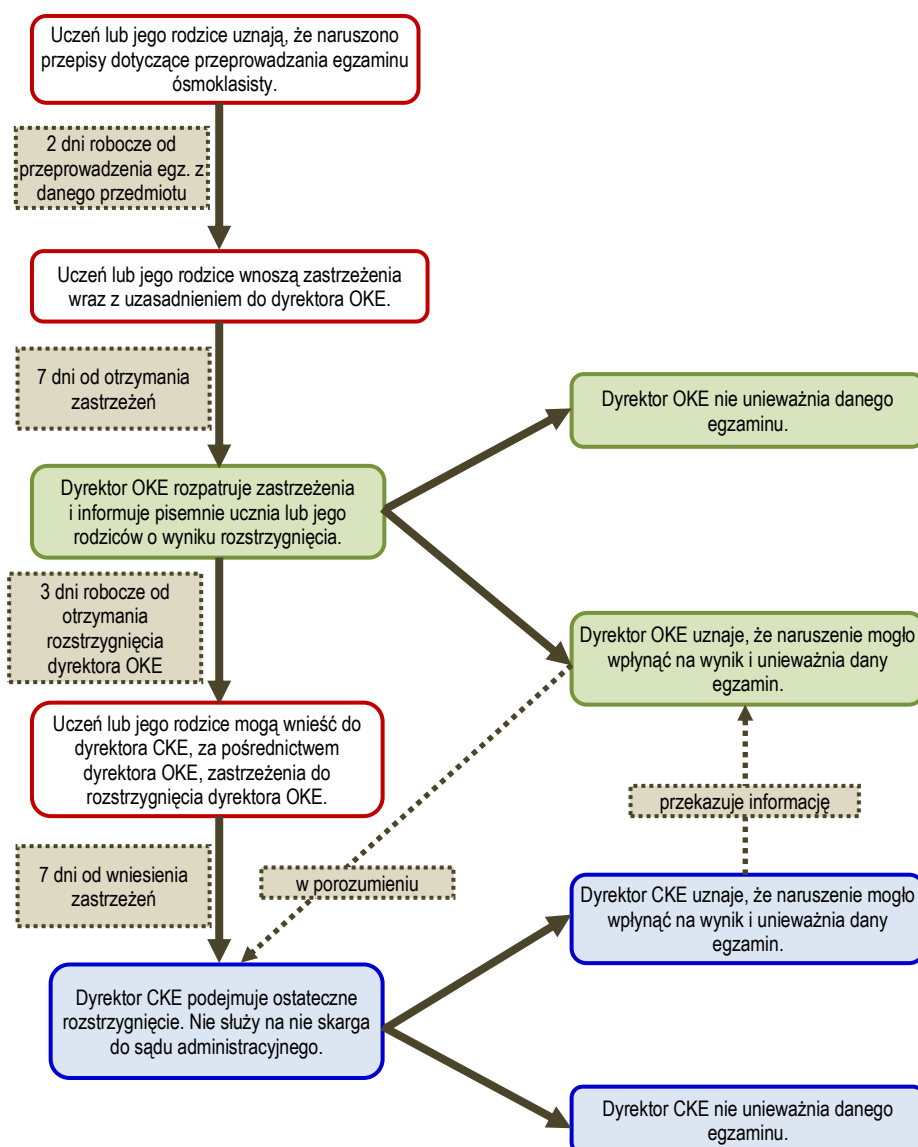 Uczeń lub jego rodzice uznają, że naruszono
przepisy dotyczące przeprowadzania egzaminu
ósmoklasisty.
2 dni robocze od
przeprowadzenia egz. z
danego przedmiotu
Uczeń lub jego rodzice wnoszą zastrzeżenia
wraz z uzasadnieniem do dyrektora OKE.
7 dni od otrzymania
zastrzeżeń
Dyrektor OKE nie unieważnia danego
egzaminu.
Dyrektor OKE rozpatruje zastrzeżenia
i informuje pisemnie ucznia lub jego
rodziców o wyniku rozstrzygnięcia.
3 dni robocze od
otrzymania
rozstrzygnięcia
dyrektora OKE
Dyrektor OKE uznaje, że naruszenie mogło
wpłynąć na wynik i unieważnia dany
egzamin.
Uczeń lub jego rodzice mogą wnieść do
dyrektora CKE, za pośrednictwem
dyrektora OKE, zastrzeżenia do
rozstrzygnięcia dyrektora OKE.
przekazuje informację
7 dni od wniesienia
zastrzeżeń
w porozumieniu
Dyrektor CKE uznaje, że naruszenie mogło
wpłynąć na wynik i unieważnia dany
egzamin.
Dyrektor CKE podejmuje ostateczne
rozstrzygnięcie. Nie służy na nie skarga
do sądu administracyjnego.
Dyrektor CKE nie unieważnia danego
egzaminu.